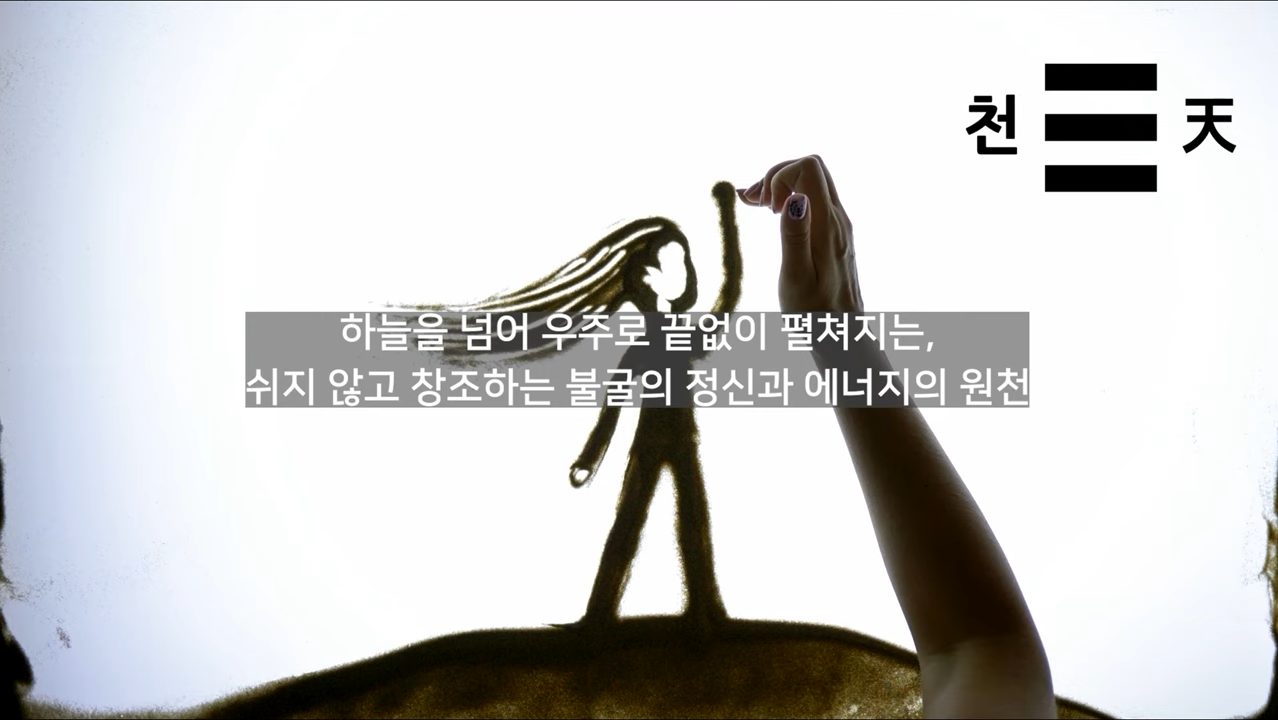 천 天
하늘을 넘어 우주로 끝없이 펼쳐지는,
쉬지 않고 창조하는 불굴의 정신과 에너지의 원천